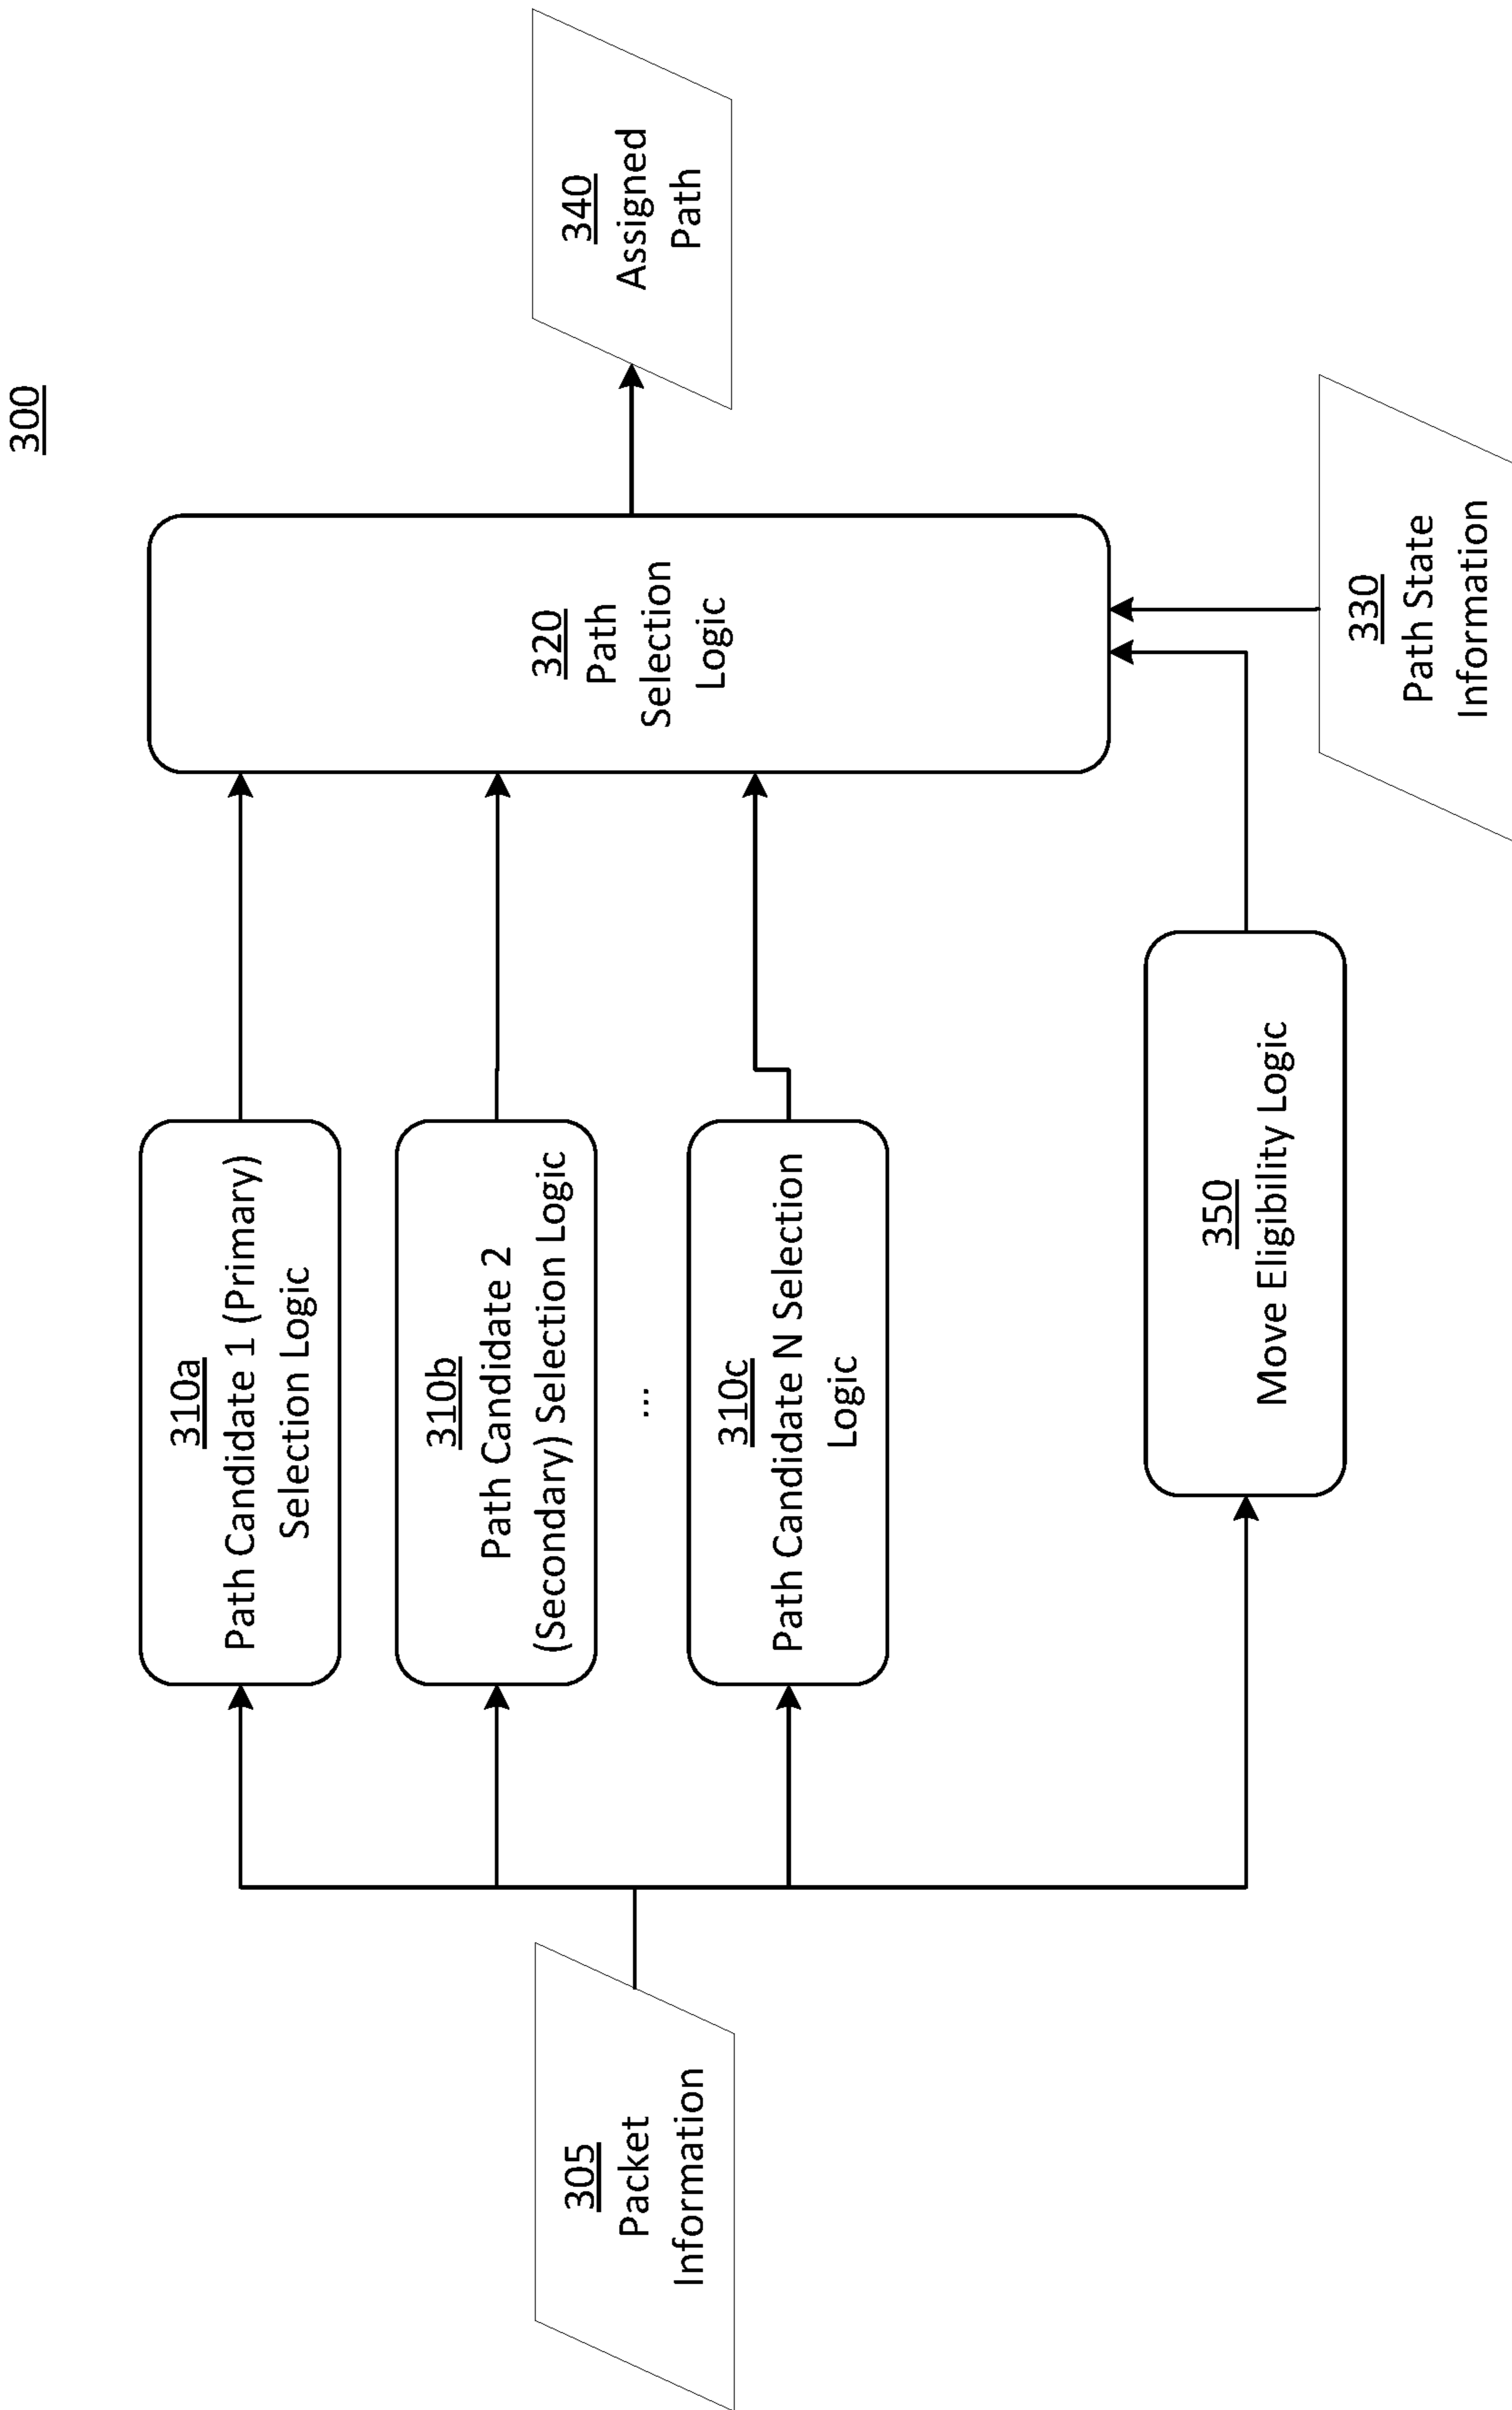 300
305
Packet
Information
310a
Path Candidate 1 (Primary)
Selection Logic
310b
Path Candidate 2
(Secondary) Selection Logic
...
310c
Path Candidate N Selection
Logic
350
Move Eligibility Logic
320
Path
Selection
Logic
330
Path State
Information
340
Assigned
Path